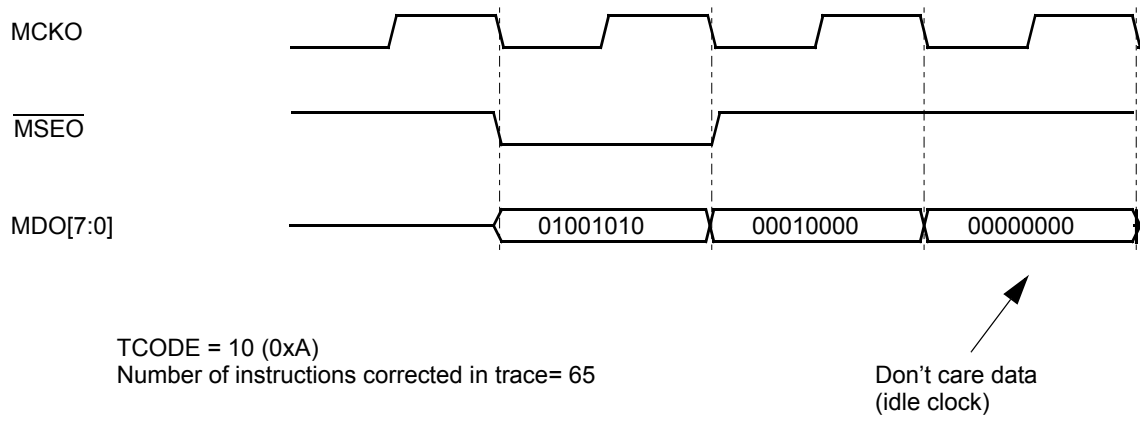 MCKO
MSEO
MDO[7:0]
01001010
00010000
00000000
TCODE = 10 (0xA)
Number of instructions corrected in trace= 65
Don't care data
(idle clock)